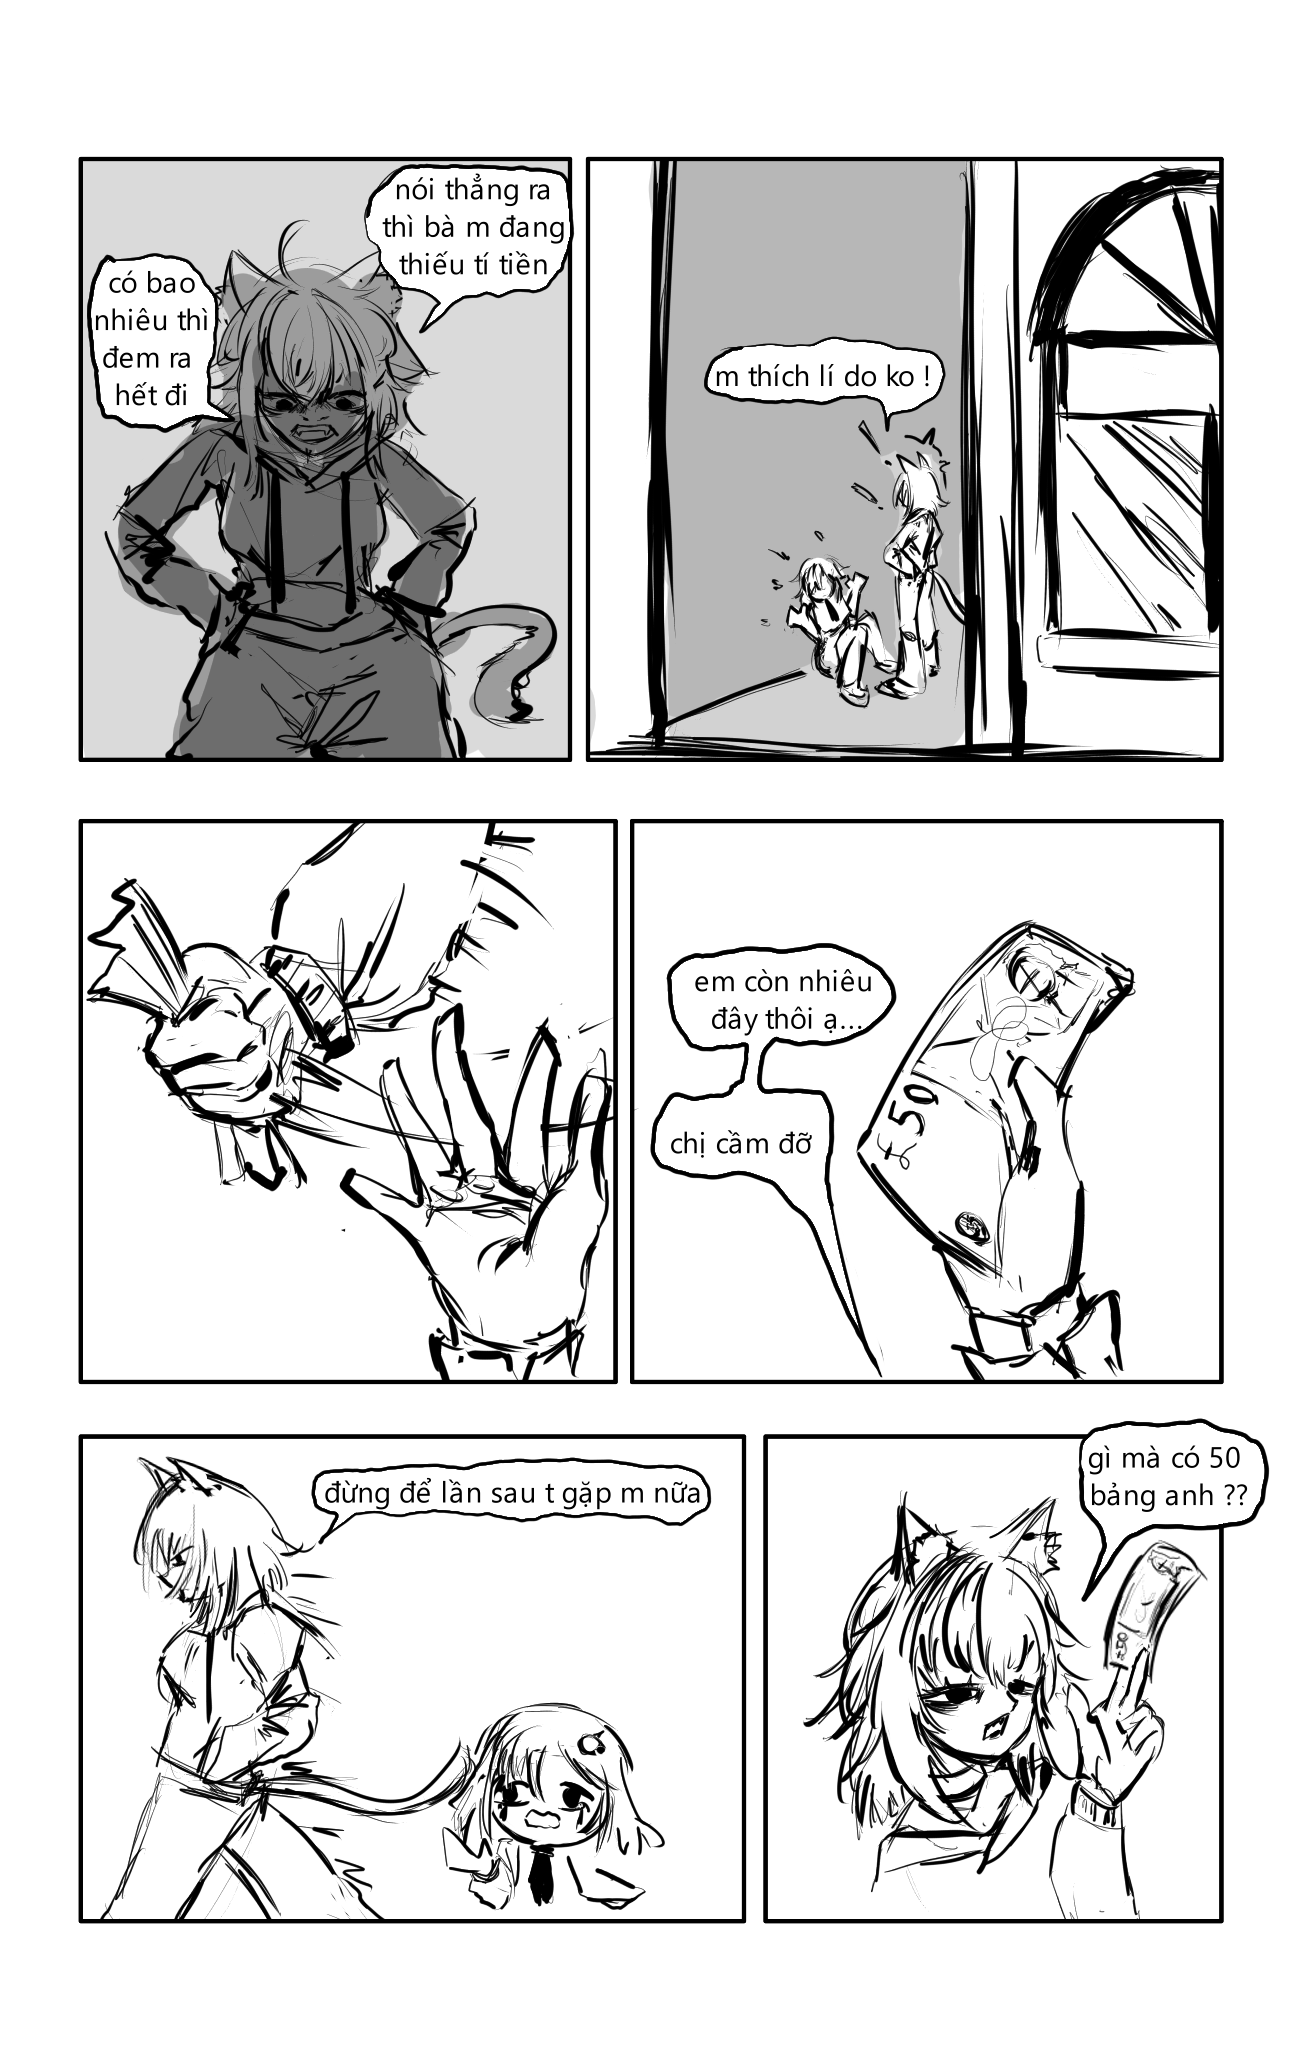 nói thẳng ra
thì bà m đang
thiếu tí tiền
có bao
nhiêu thì
đem ra
hết đi
m thích lí do ko !
em còn nhiêu
đây thôi ạ...
chị cầm đỡ
£50
đừng để lần sau t gặp m nữa
gì mà có 50
bảng anh ??